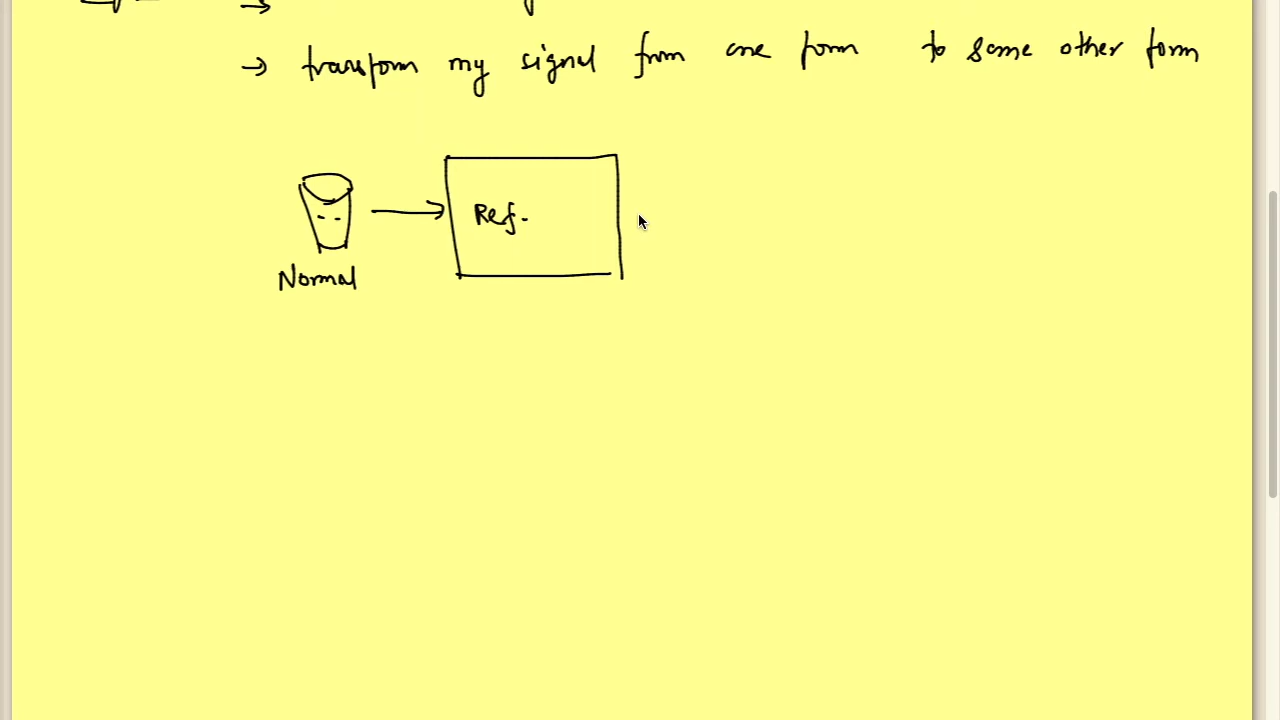 → transform my signal from one form to some other form
Ref.
Normal